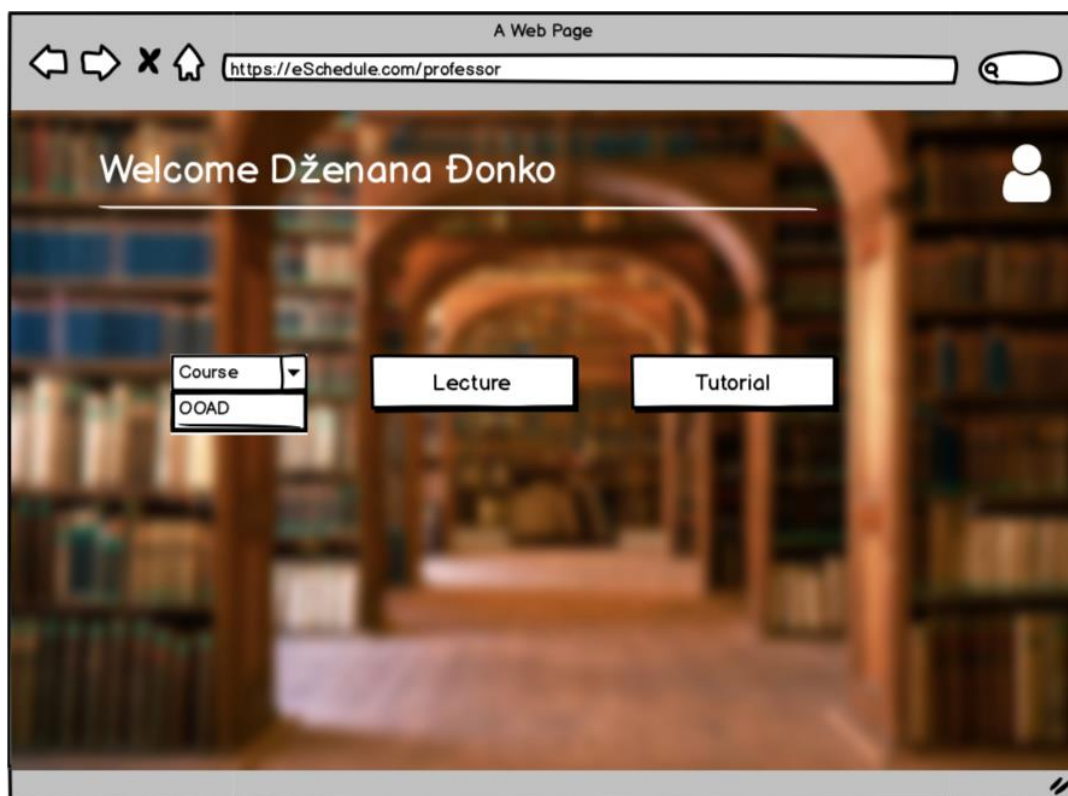 A Web Page
https://eSchedule.com/professor
Welcome Dženana Đonko
Course
OOAD
Lecture
Tutorial